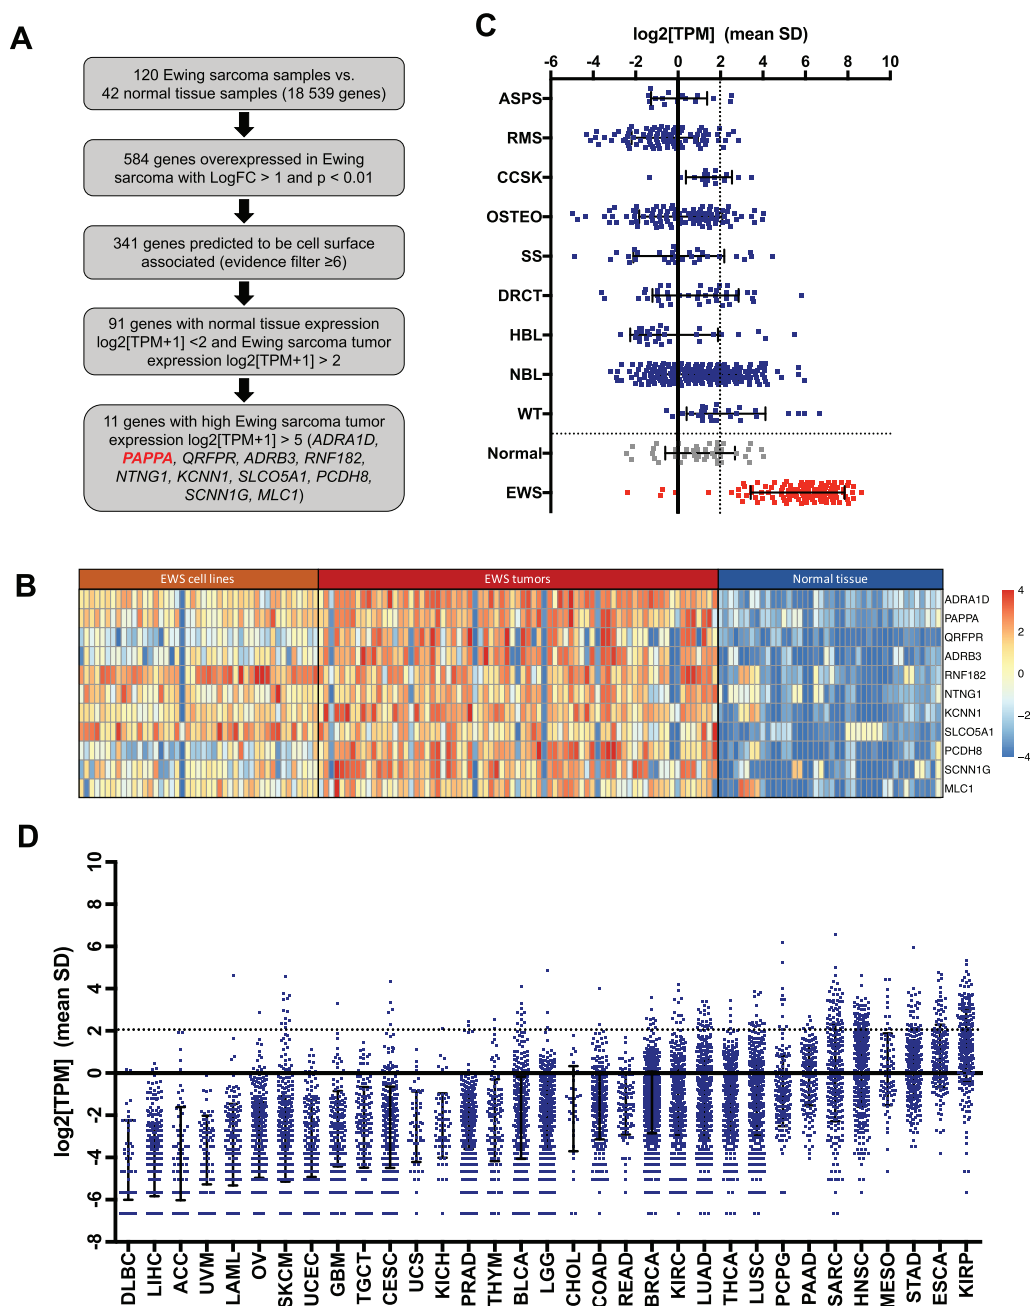 A
120 Ewing sarcoma samples vs.
42 normal tissue samples (18 539 genes)
584 genes overexpressed in Ewing
sarcoma with LogFC > 1 and p < 0.01
341 genes predicted to be cell surface
associated (evidence filter ≥6)
91 genes with normal tissue expression
log2[TPM+1] <2 and Ewing sarcoma tumor
expression log2[TPM+1] > 2
11 genes with high Ewing sarcoma tumor
expression log2[TPM+1] > 5 (ADRA1D,
PAPPA, QRFPR, ADRB3, RNF182,
NTNG1, KCNN1, SLCO5A1, PCDH8,
SCNN1G, MLC1)
C
log2[TPM] (mean SD)
-6 -4 -2 0 2 4 6 8 10
ASPS
RMS
CCSK
OSTEO
SS
DRCT
HBL
NBL
WT
Normal
EWS
B
EWS cell lines EWS tumors Normal tissue
ADRA1D
PAPPA
QRFPR
ADRB3
RNF182
NTNG1
KCNN1
SLCO5A1
PCDH8
SCNN1G
MLC1
4
2
0
−2
−4
D
log2[TPM] (mean SD)
10
8
6
4
2
0
-2
-4
-6
-8
DLBC LIHC ACC UVM LAML OV SKCM UCEC GBM TGCT CESC UCS KICH PRAD THYM BLCA LGG CHOL COAD READ BRCA KIRC LUAD THCA LUSC PCPG PAAD SARC HNSC MESO STAD ESCA KIRP